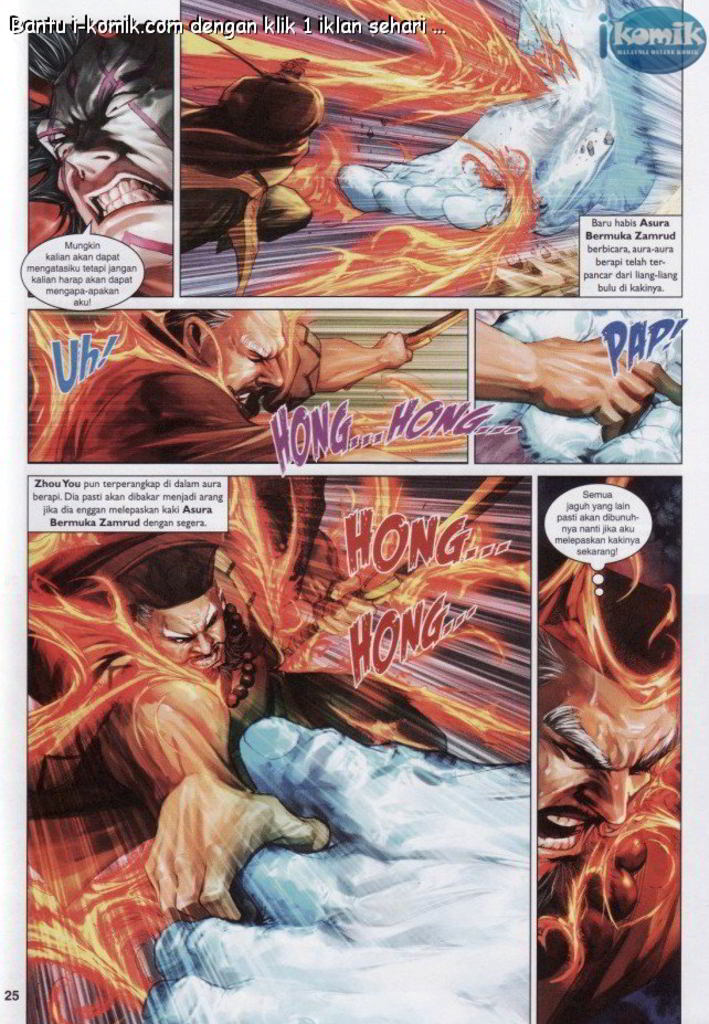 Bantu i-komik.com dengan klik 1 iklan sehari ...
ikomik
MALAYSIA ONLINE KOMIK
Mungkin
kalian akan dapat
mengatasiku tetapi jangan
kalian harap akan dapat
mengapa-apakan
aku!
Baru habis Asura
Bermuka Zamrud
berbicara, aura-aura
berapi telah ter-
pancar dari liang-liang
bulu di kakinya.
Uh!
HONG... HONG...
PAP!
Zhou You pun terperangkap di dalam aura
berapi. Dia pasti akan dibakar menjadi arang
jika dia enggan melepaskan kaki Asura
Bermuka Zamrud dengan segera.
HONG...
HONG...
Semua
jaguh yang lain
pasti akan dibunuh-
nya nanti jika aku
melepaskan kakinya
sekarang!
25